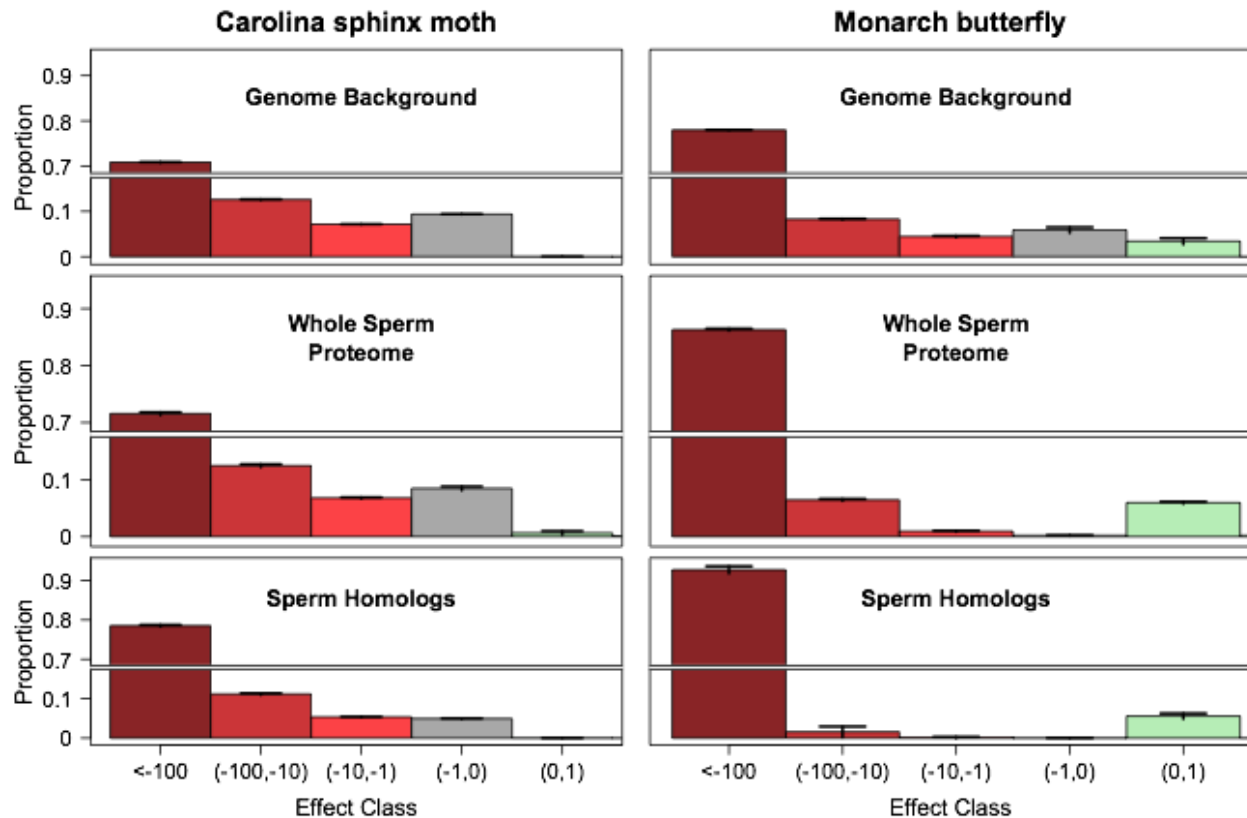 Carolina sphinx moth
Monarch butterfly
Proportion
0.9
0.8
0.7
0.1
0
Genome Background
Genome Background
Proportion
0.9
0.8
0.7
0.1
0
Whole Sperm
Proteome
Whole Sperm
Proteome
Proportion
0.9
0.8
0.7
0.1
0
Sperm Homologs
Sperm Homologs
<-100 (-100,-10) (-10,-1) (-1,0) (0,1)
<-100 (-100,-10) (-10,-1) (-1,0) (0,1)
Effect Class
Effect Class